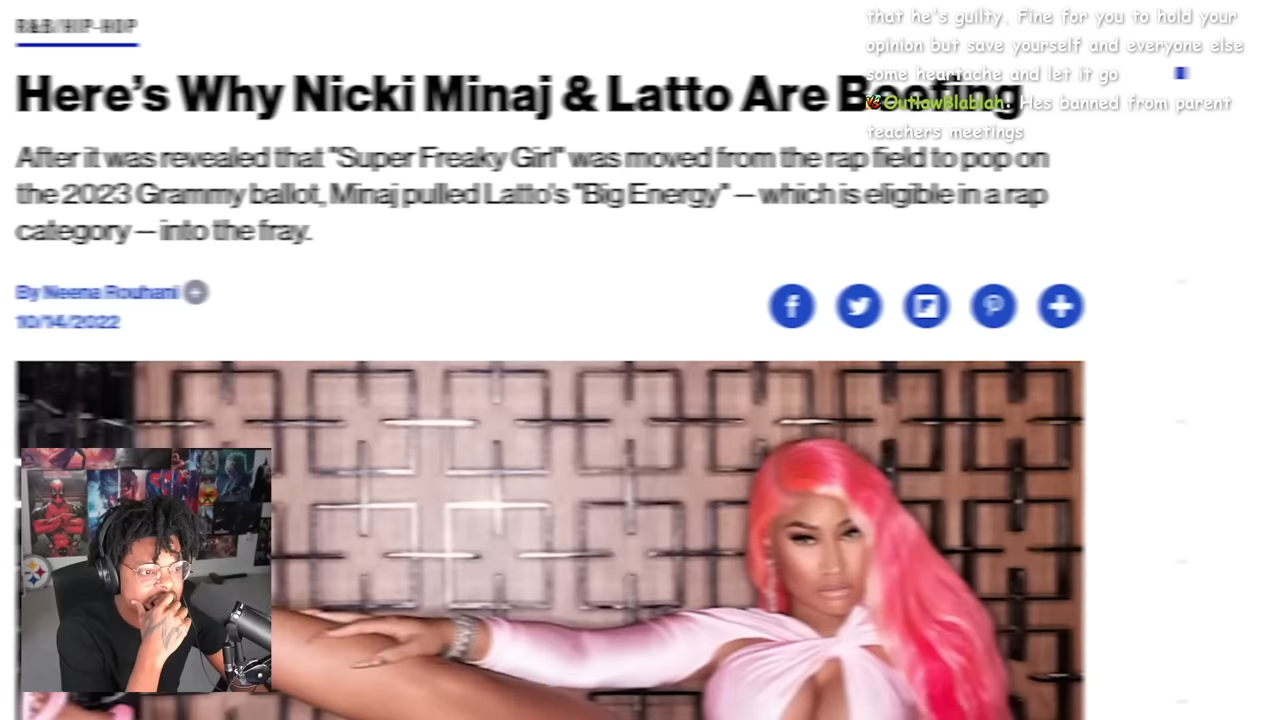 R&B/HIP-HOP
that he's guilty. Fine for you to hold your
opinion but save yourself and everyone else
some heartache and let it go
Here's Why Nicki Minaj & Latto Are Beefing
OutlawBlablah: Hes banned from parent
teachers meetings
After it was revealed that "Super Freaky Girl" was moved from the rap field to pop on
the 2023 Grammy ballot, Minaj pulled Latto's "Big Energy" — which is eligible in a rap
category — into the fray.
By Neena Rouhani
10/14/2022